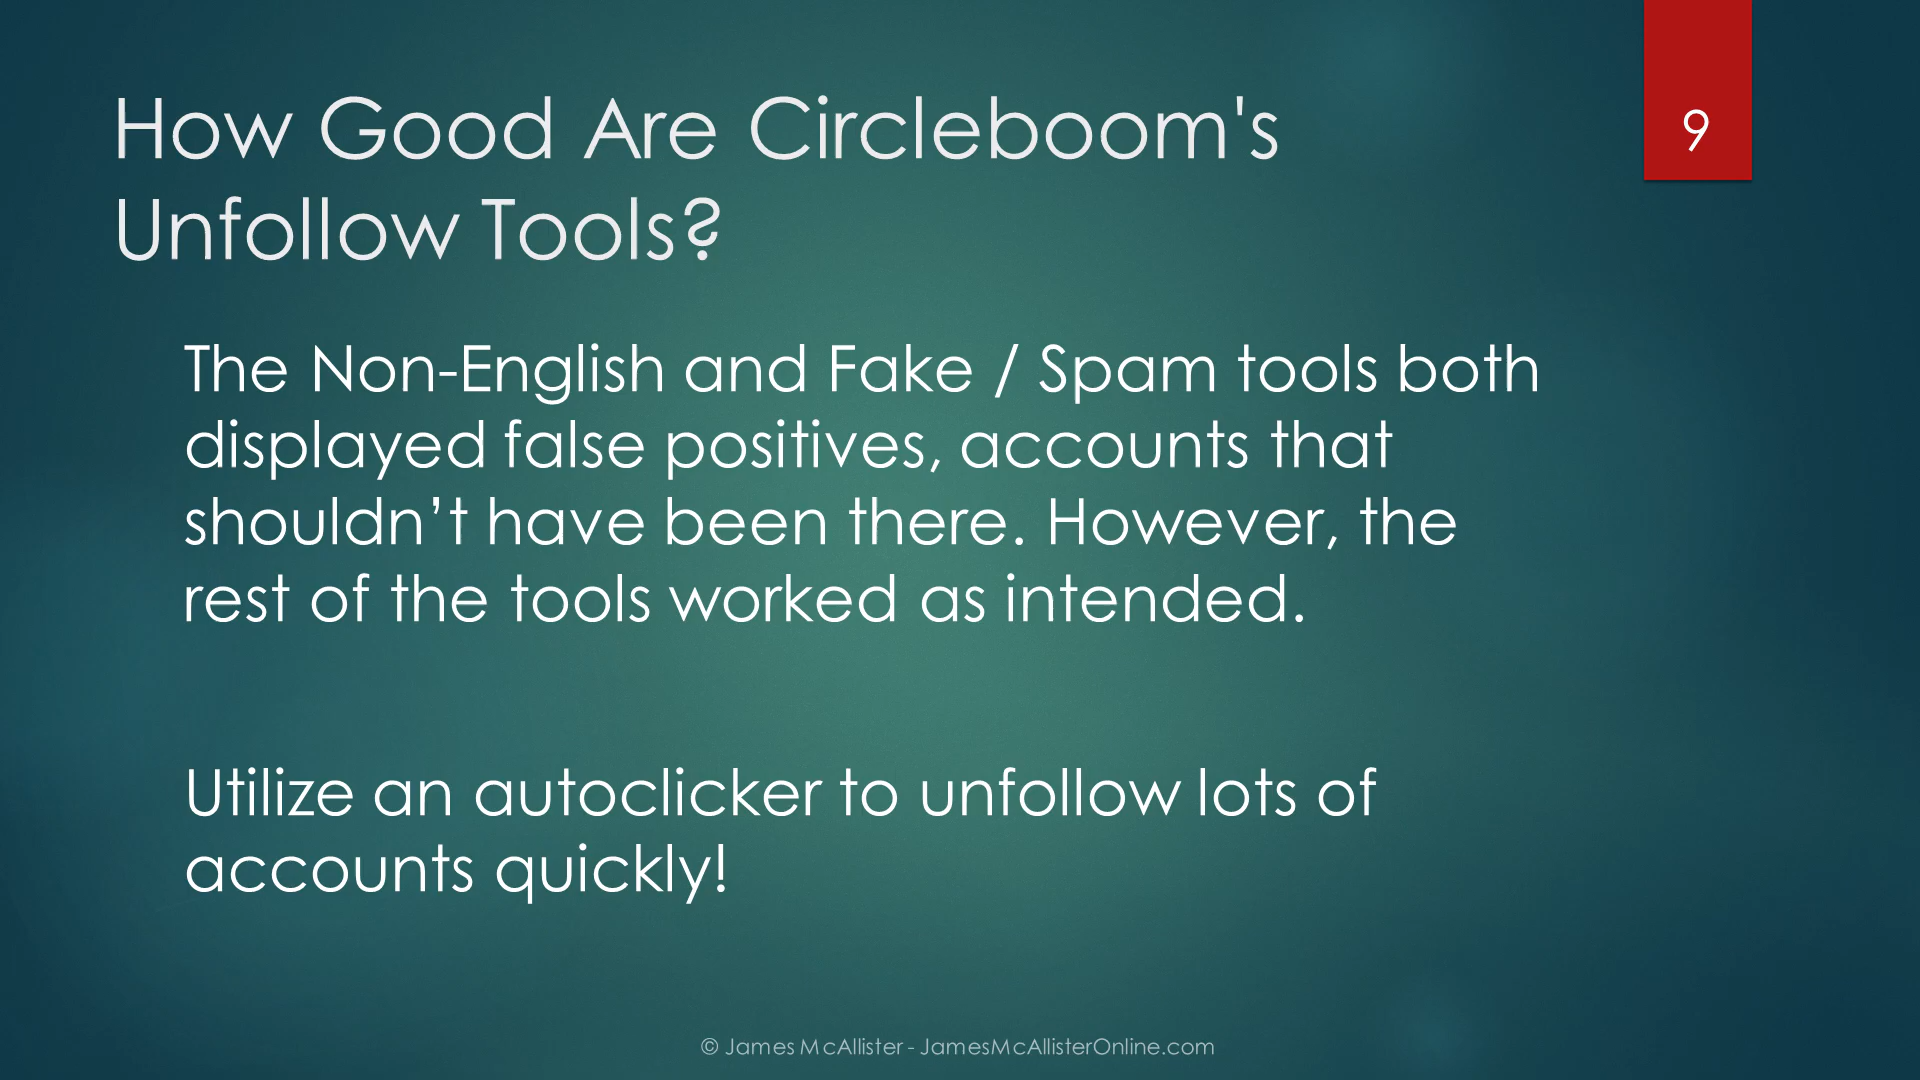 How Good Are Circleboom's
Unfollow Tools?
9
The Non-English and Fake / Spam tools both
displayed false positives, accounts that
shouldn’t have been there. However, the
rest of the tools worked as intended.
Utilize an autoclicker to unfollow lots of
accounts quickly!
© James McAllister - JamesMcAllisterOnline.com